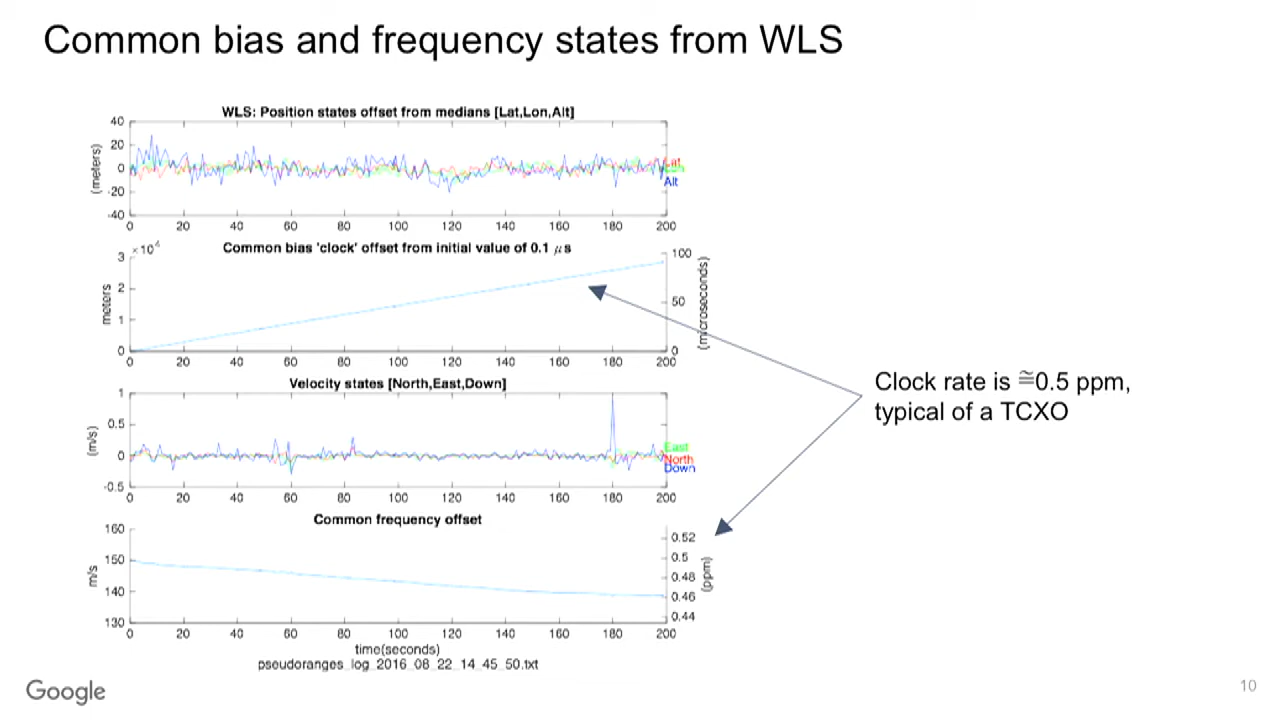 Common bias and frequency states from WLS
WLS: Position states offset from medians [Lat,Lon,Alt]
40
20
0
-20
-40
(meters)
Lat
Lon
Alt
0 20 40 60 80 100 120 140 160 180 200
Common bias 'clock' offset from initial value of 0.1 μs
×10⁴
3
2
1
0
meters
100
50
0
(microseconds)
0 20 40 60 80 100 120 140 160 180 200
Clock rate is ≅0.5 ppm,
typical of a TCXO
Velocity states [North,East,Down]
1
0.5
0
-0.5
(m/s)
East
North
Down
0 20 40 60 80 100 120 140 160 180 200
Common frequency offset
160
150
140
130
m/s
0.52
0.5
0.48
0.46
0.44
(ppm)
0 20 40 60 80 100 120 140 160 180 200
time(seconds)
pseudoranges_log_2016_08_22_14_45_50.txt
Google
10